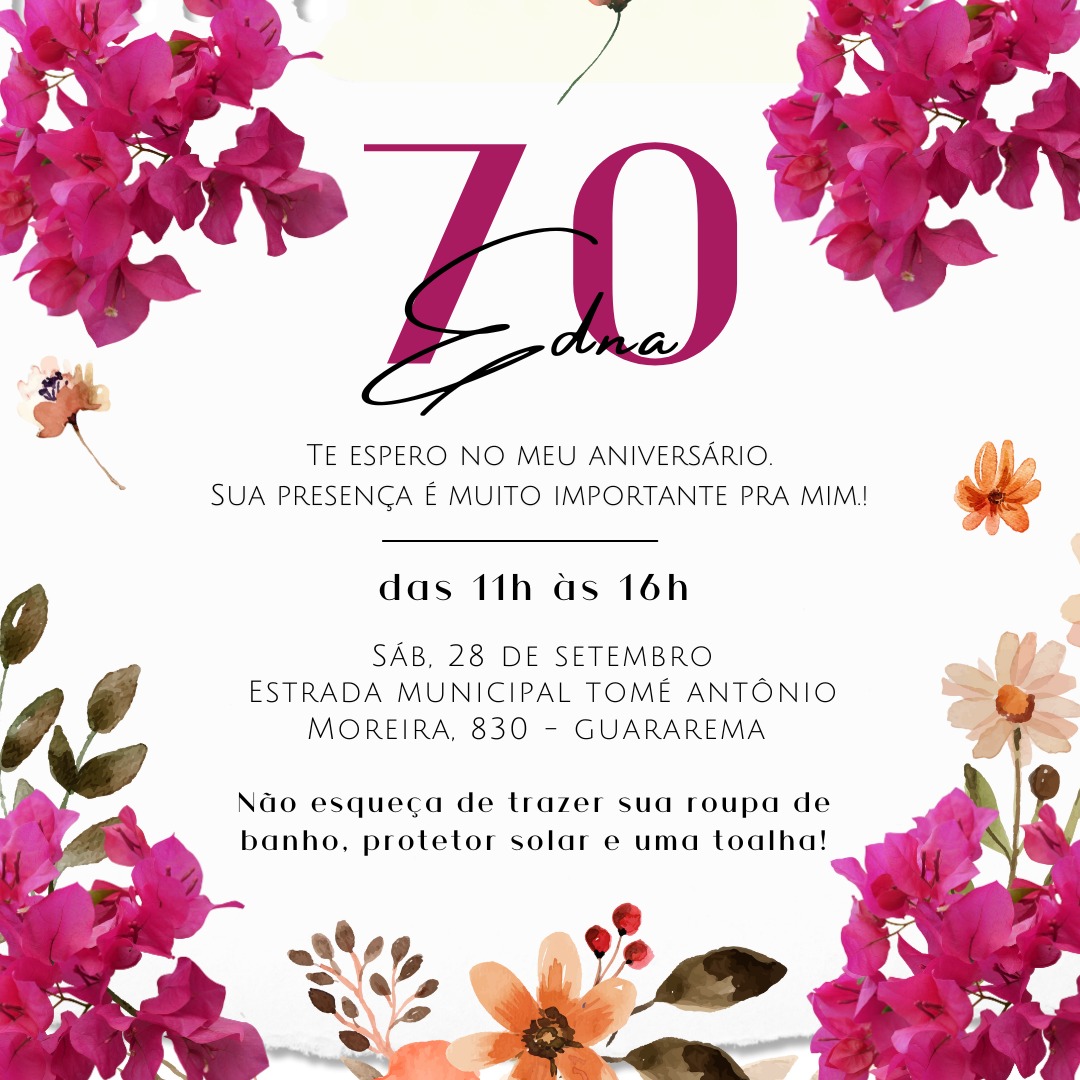 70
Edna
Te espero no meu aniversário.
Sua presença é muito importante pra mim.!
das 11h às 16h
Sáb, 28 de setembro
Estrada municipal Tomé Antônio
Moreira, 830 - Guararema
Não esqueça de trazer sua roupa de
banho, protetor solar e uma toalha!